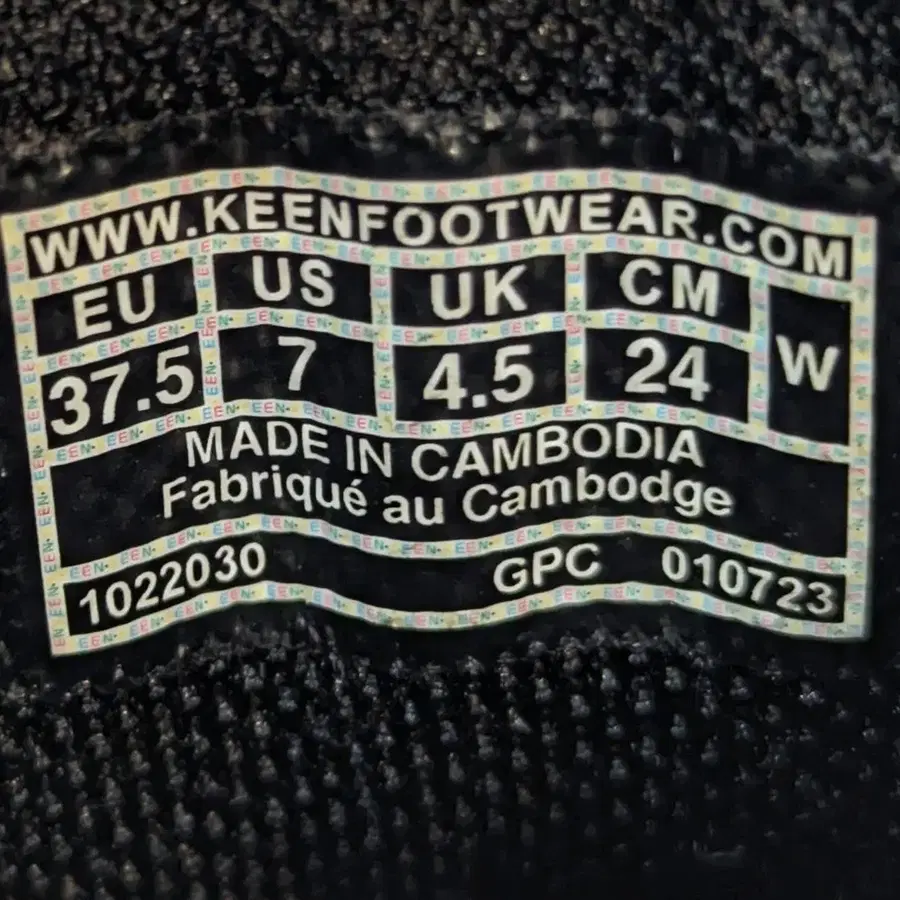 WWW.KEENFOOTWEAR.COM
EU US UK CM W
37.5 7 4.5 24
MADE IN CAMBODIA
Fabriqué au Cambodge
1022030 GPC 010723